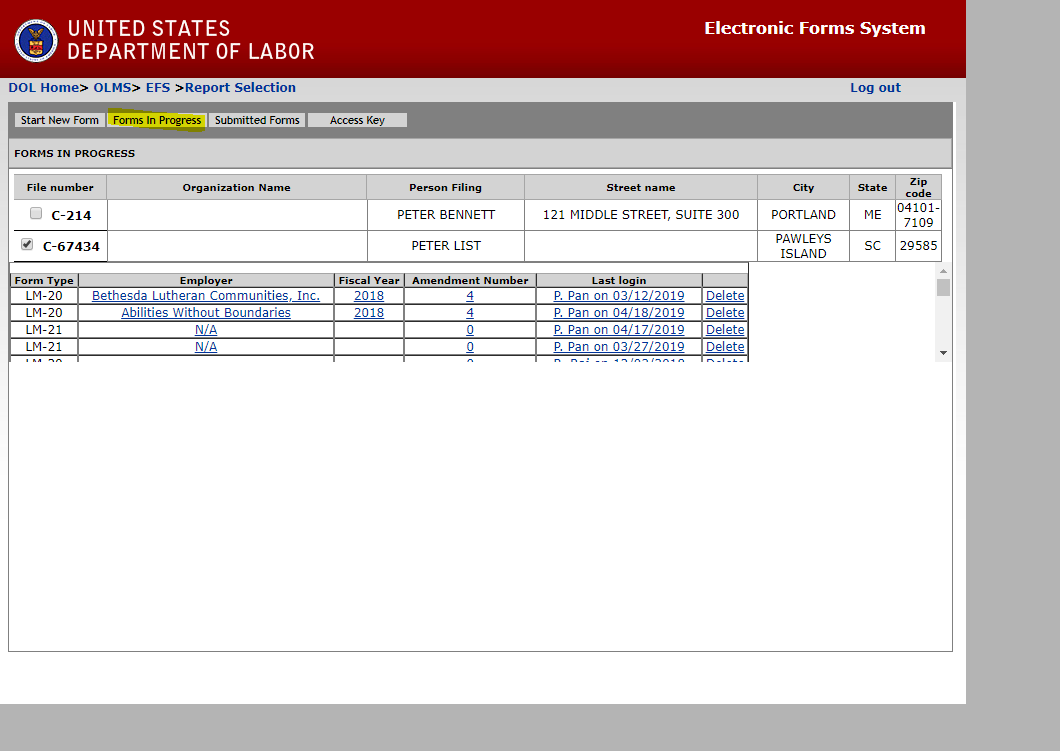 UNITED STATES
DEPARTMENT OF LABOR
Electronic Forms System
DOL Home> OLMS> EFS >Report Selection Log out
Start New Form Forms In Progress Submitted Forms Access Key
FORMS IN PROGRESS
File number Organization Name Person Filing Street name City State Zip code
C-214 PETER BENNETT 121 MIDDLE STREET, SUITE 300 PORTLAND ME 04101-7109
C-67434 PETER LIST PAWLEYS ISLAND SC 29585
Form Type Employer Fiscal Year Amendment Number Last login
LM-20 Bethesda Lutheran Communities, Inc. 2018 4 P. Pan on 03/12/2019 Delete
LM-20 Abilities Without Boundaries 2018 4 P. Pan on 04/18/2019 Delete
LM-21 N/A 0 P. Pan on 04/17/2019 Delete
LM-21 N/A 0 P. Pan on 03/27/2019 Delete